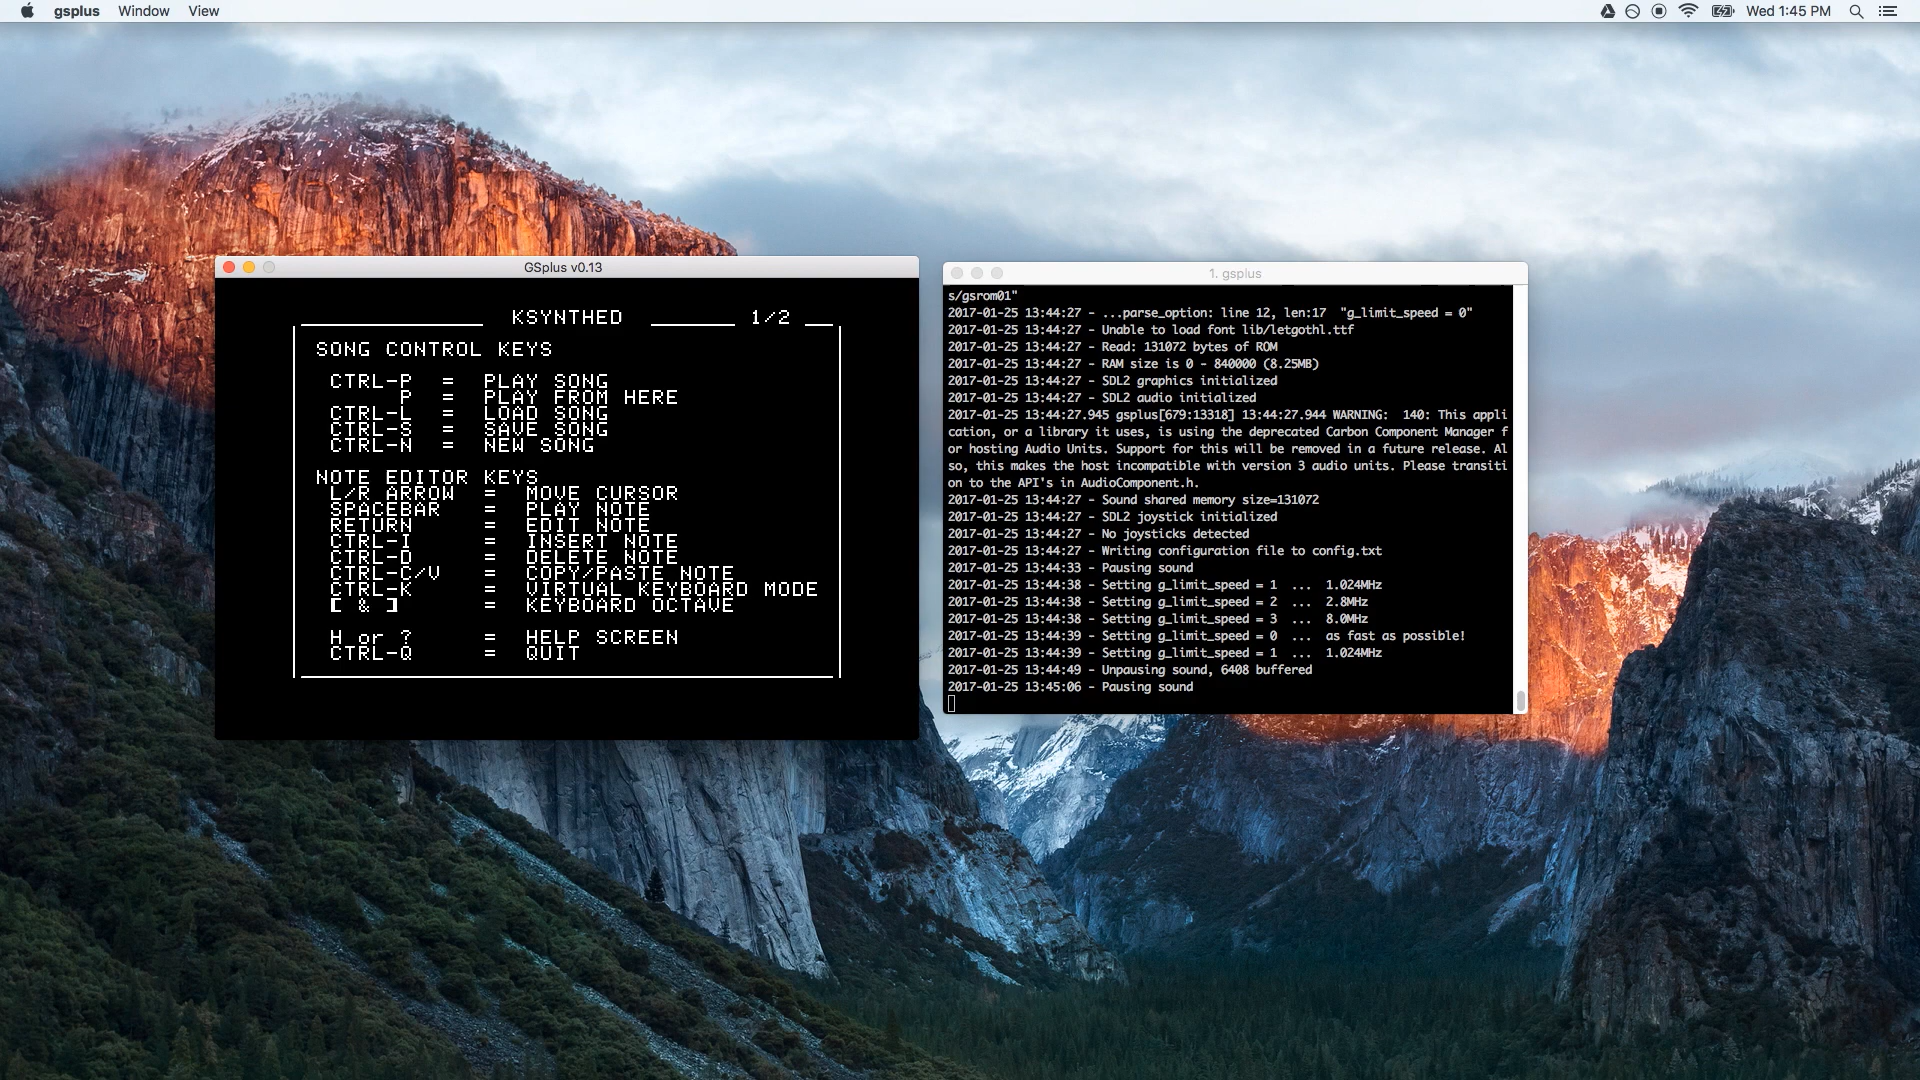 gsplus Window View
Wed 1:45 PM
GSplus v0.13
KSYNTHED 1/2
SONG CONTROL KEYS
CTRL-P = PLAY SONG
P = PLAY FROM HERE
CTRL-L = LOAD SONG
CTRL-S = SAVE SONG
CTRL-N = NEW SONG
NOTE EDITOR KEYS
L/R ARROW = MOVE CURSOR
SPACEBAR = PLAY NOTE
RETURN = EDIT NOTE
CTRL-I = INSERT NOTE
CTRL-D = DELETE NOTE
CTRL-C/V = COPY/PASTE NOTE
CTRL-K = VIRTUAL KEYBOARD MODE
[ & ] = KEYBOARD OCTAVE
H or ? = HELP SCREEN
CTRL-Q = QUIT
1. gsplus
s/gsrom01"
2017-01-25 13:44:27 - ...parse_option: line 12, len:17  "g_limit_speed = 0"
2017-01-25 13:44:27 - Unable to load font lib/letgothl.ttf
2017-01-25 13:44:27 - Read: 131072 bytes of ROM
2017-01-25 13:44:27 - RAM size is 0 - 840000 (8.25MB)
2017-01-25 13:44:27 - SDL2 graphics initialized
2017-01-25 13:44:27 - SDL2 audio initialized
2017-01-25 13:44:27.945 gsplus[679:13318] 13:44:27.944 WARNING:  140: This appli
cation, or a library it uses, is using the deprecated Carbon Component Manager f
or hosting Audio Units. Support for this will be removed in a future release. Al
so, this makes the host incompatible with version 3 audio units. Please transiti
on to the API's in AudioComponent.h.
2017-01-25 13:44:27 - Sound shared memory size=131072
2017-01-25 13:44:27 - SDL2 joystick initialized
2017-01-25 13:44:27 - No joysticks detected
2017-01-25 13:44:27 - Writing configuration file to config.txt
2017-01-25 13:44:33 - Pausing sound
2017-01-25 13:44:38 - Setting g_limit_speed = 1  ...  1.024MHz
2017-01-25 13:44:38 - Setting g_limit_speed = 2  ...  2.8MHz
2017-01-25 13:44:38 - Setting g_limit_speed = 3  ...  8.0MHz
2017-01-25 13:44:39 - Setting g_limit_speed = 0  ...  as fast as possible!
2017-01-25 13:44:39 - Setting g_limit_speed = 1  ...  1.024MHz
2017-01-25 13:44:49 - Unpausing sound, 6408 buffered
2017-01-25 13:45:06 - Pausing sound